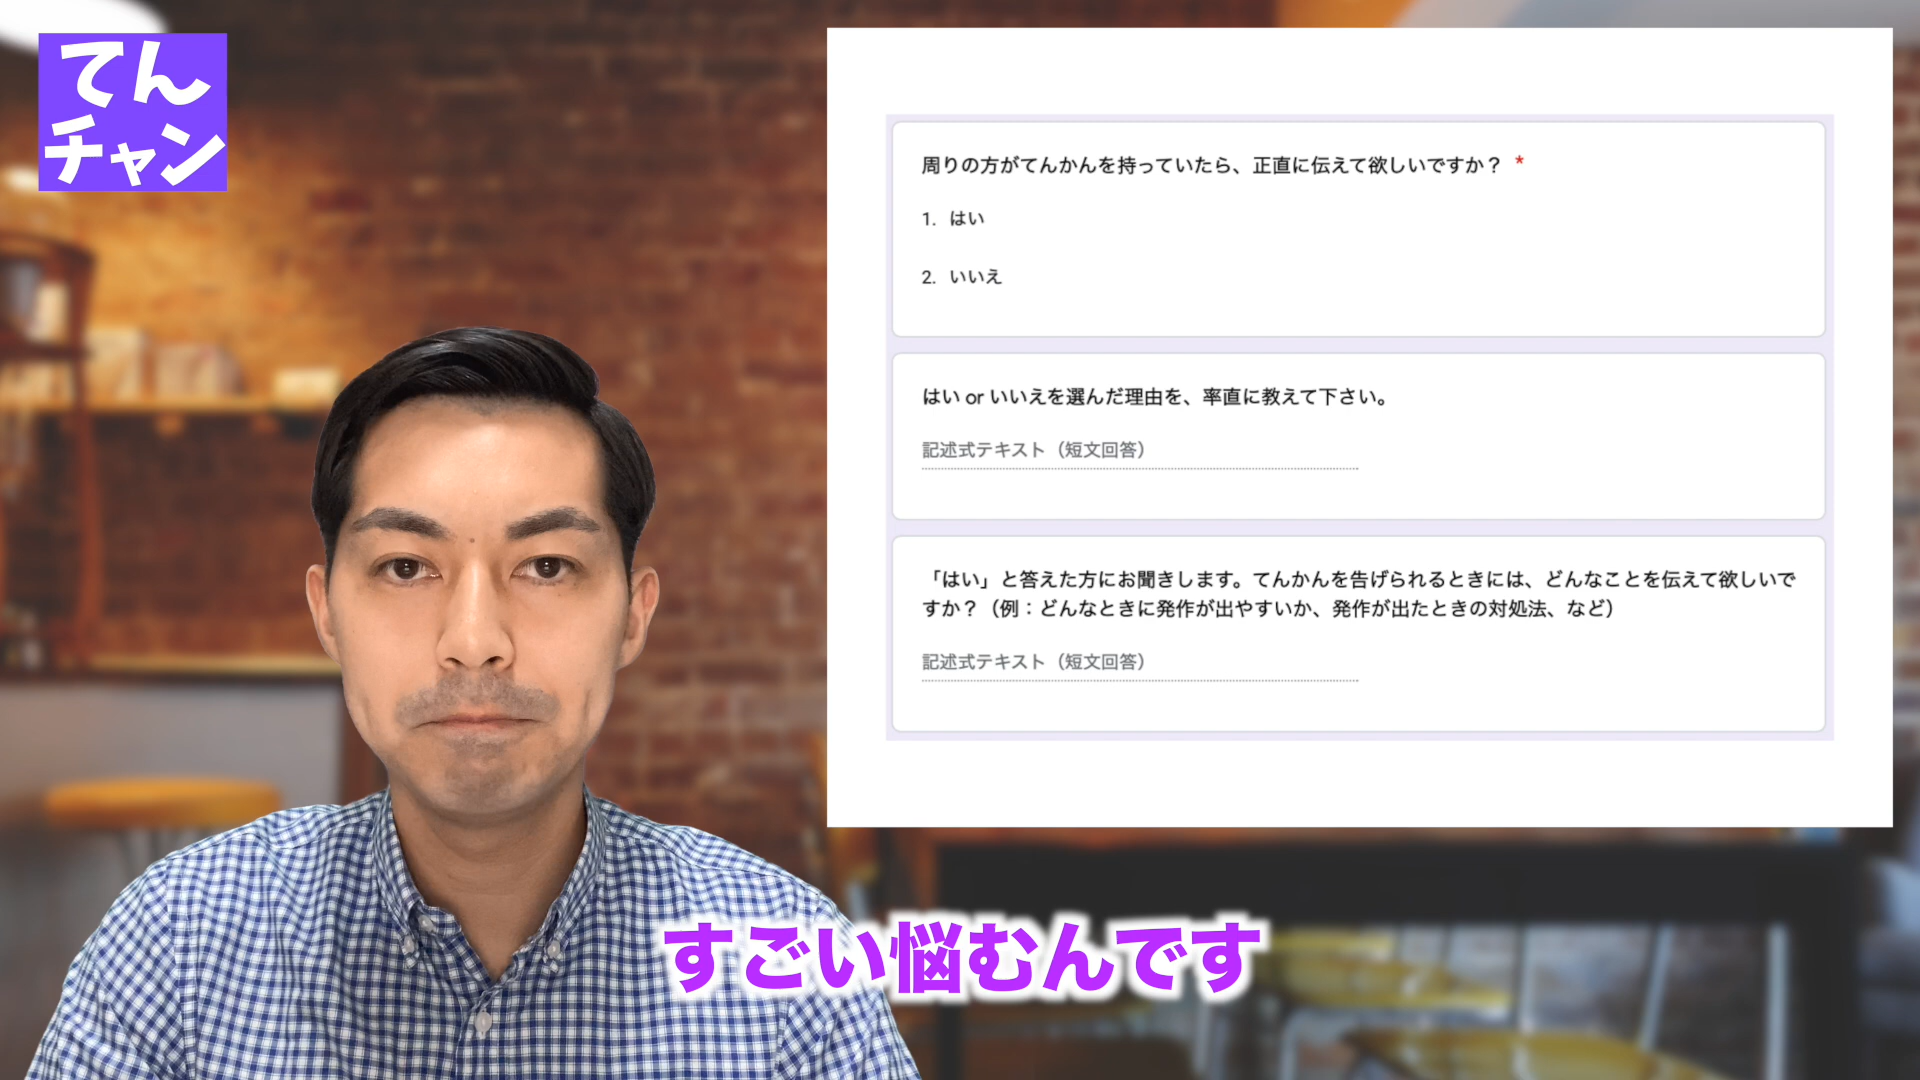 てん
チャン
周りの方がてんかんを持っていたら、正直に伝えて欲しいですか？ *
1. はい
2. いいえ
はい or いいえを選んだ理由を、率直に教えて下さい。
記述式テキスト（短文回答）
「はい」と答えた方にお聞きします。てんかんを告げられるときには、どんなことを伝えて欲しいで
すか？（例：どんなときに発作が出やすいか、発作が出たときの対処法、など）
記述式テキスト（短文回答）
すごい悩むんです